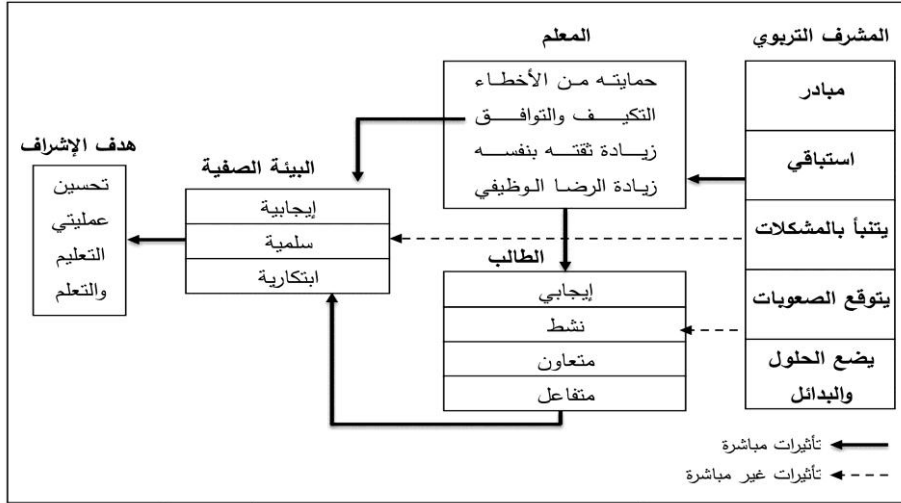 المشرف التربوي
مبادر
استباقي
يتنبأ بالمشكلات
يتوقع الصعوبات
يضع الحلول
والبدائل
المعلم
حمايته من الأخطاء
التكيف والتوافق
زيادة ثقته بنفسه
زيادة الرضا الوظيفي
الطالب
إيجابي
نشط
متعاون
متفاعل
البيئة الصفية
إيجابية
سلمية
ابتكارية
هدف الإشراف
تحسين
عمليتي
التعليم
والتعلم
تأثيرات مباشرة
تأثيرات غير مباشرة